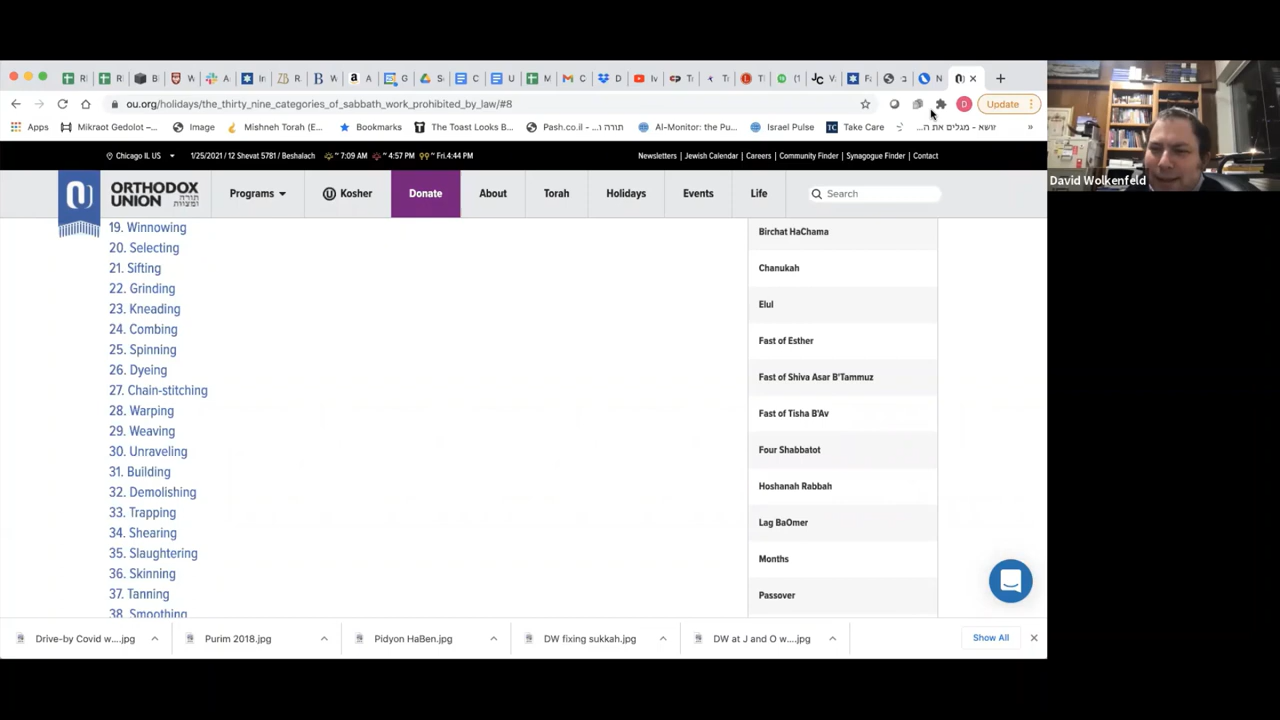 ou.org/holidays/the_thirty_nine_categories_of_sabbath_work_prohibited_by_law/#8
Update
Apps
Mikraot Gedolot –...
Image
Mishneh Torah (E...
Bookmarks
The Toast Looks B...
Pash.co.il – ... תורה
Al-Monitor: the Pu...
Israel Pulse
Take Care
זושא - מגלים את ה...
David Wolkenfeld
Chicago IL US
1/25/2021 / 12 Shevat 5781 / Beshalach
7:09 AM
4:57 PM
Fri.4:44 PM
Newsletters | Jewish Calendar | Careers | Community Finder | Synagogue Finder | Contact
ORTHODOX
UNION
תורה
ומצוות
Programs
Kosher
Donate
About
Torah
Holidays
Events
Life
Search
19. Winnowing
20. Selecting
21. Sifting
22. Grinding
23. Kneading
24. Combing
25. Spinning
26. Dyeing
27. Chain-stitching
28. Warping
29. Weaving
30. Unraveling
31. Building
32. Demolishing
33. Trapping
34. Shearing
35. Slaughtering
36. Skinning
37. Tanning
38. Smoothing
Birchat HaChama
Chanukah
Elul
Fast of Esther
Fast of Shiva Asar B'Tammuz
Fast of Tisha B'Av
Four Shabbatot
Hoshanah Rabbah
Lag BaOmer
Months
Passover
Drive-by Covid w....jpg
Purim 2018.jpg
Pidyon HaBen.jpg
DW fixing sukkah.jpg
DW at J and O w....jpg
Show All